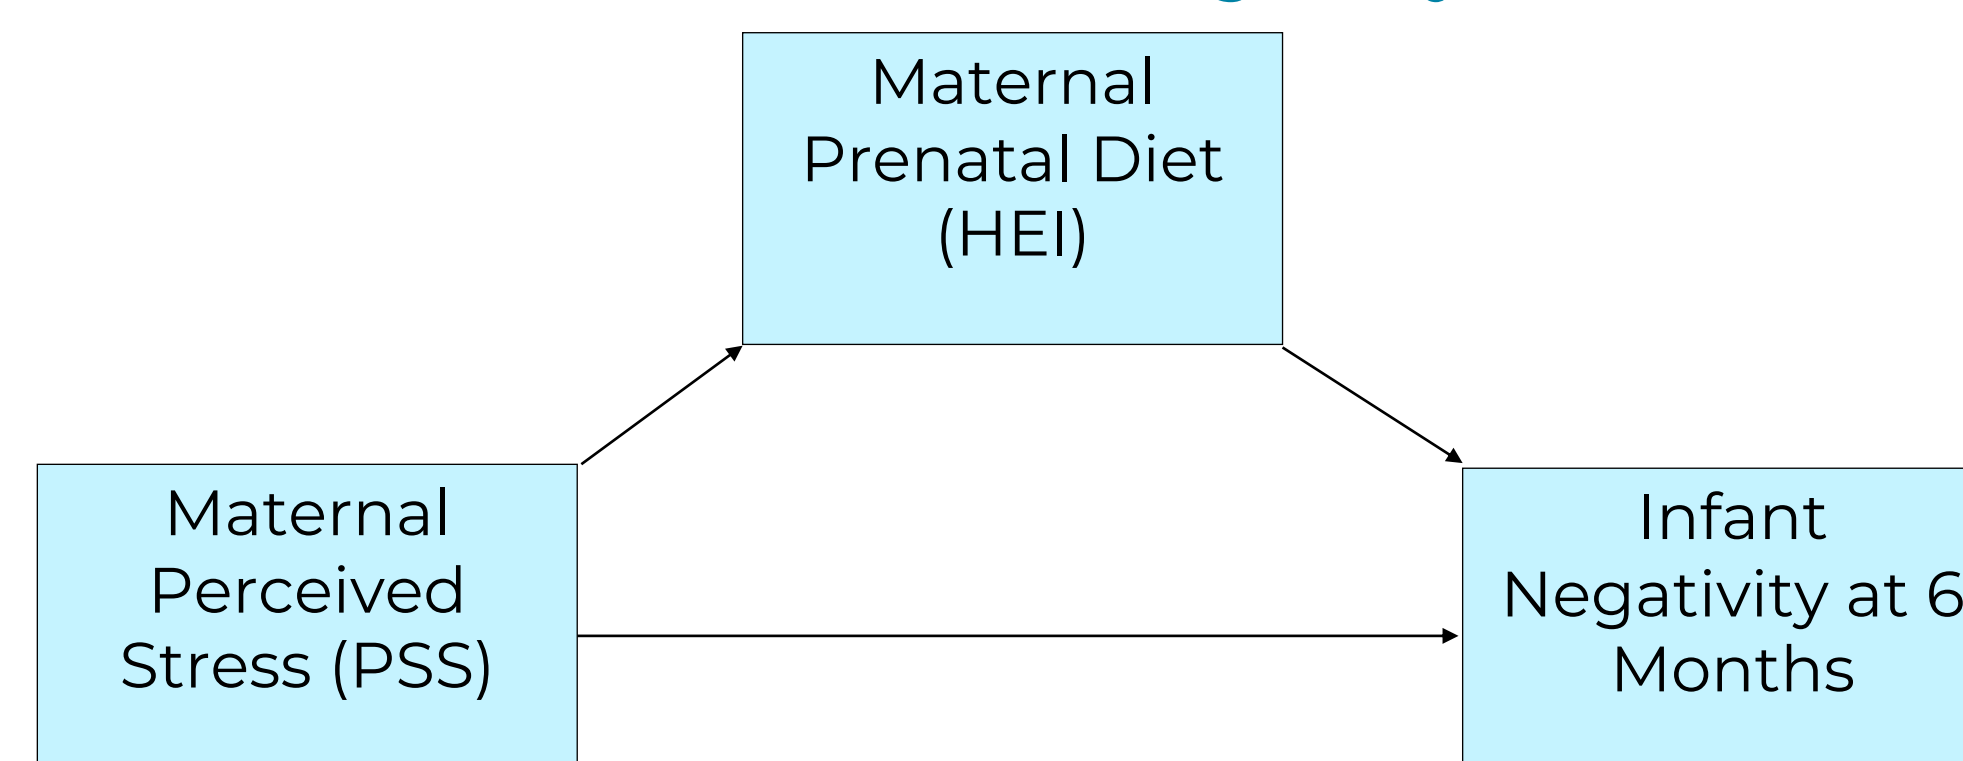 Maternal
Prenatal Diet
(HEI)
Maternal
Perceived
Stress (PSS)
Infant
Negativity at 6
Months